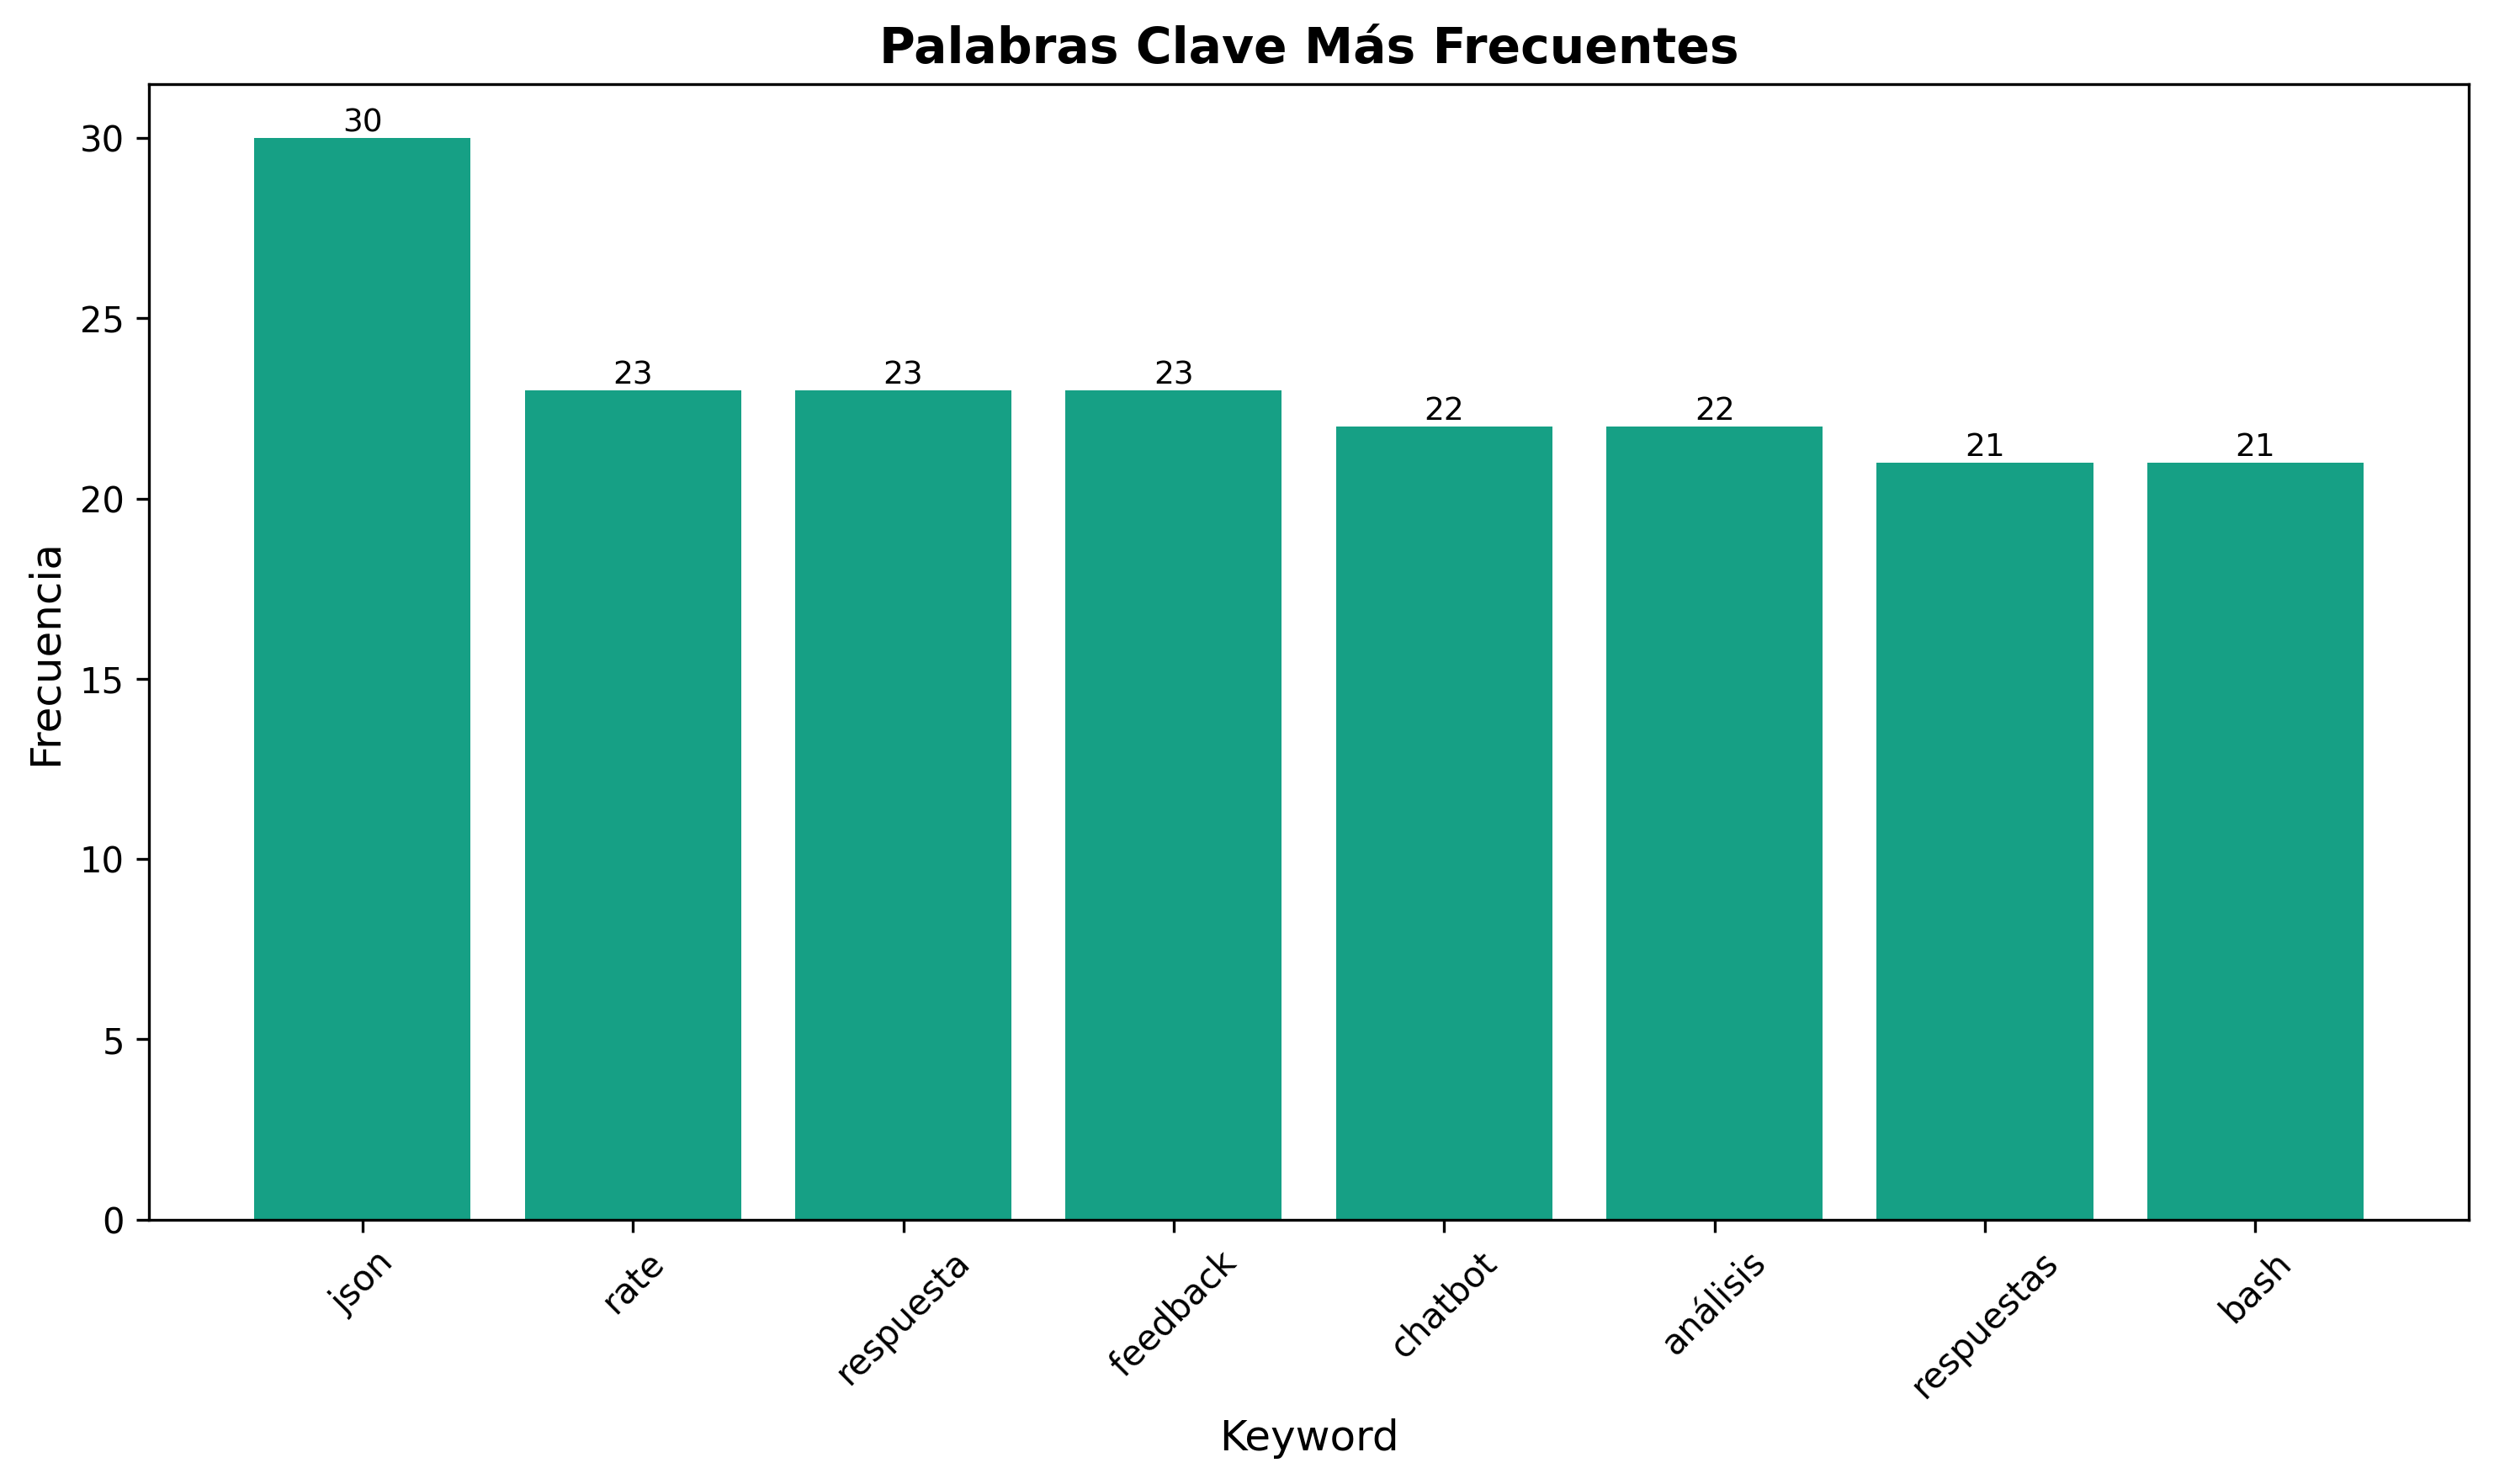 Palabras Clave Más Frecuentes
Frecuencia
30
25
20
15
10
5
0
30
23
23
23
22
22
21
21
json
rate
respuesta
feedback
chatbot
análisis
respuestas
bash
Keyword